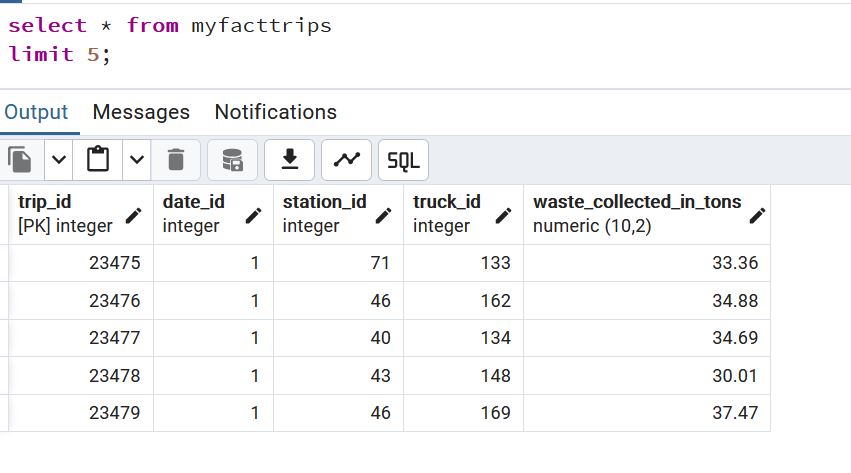 select * from myfacttrips
limit 5;
Output Messages Notifications
SQL
trip_id date_id station_id truck_id waste_collected_in_tons
[PK] integer integer integer integer numeric (10,2)
23475 1 71 133 33.36
23476 1 46 162 34.88
23477 1 40 134 34.69
23478 1 43 148 30.01
23479 1 46 169 37.47